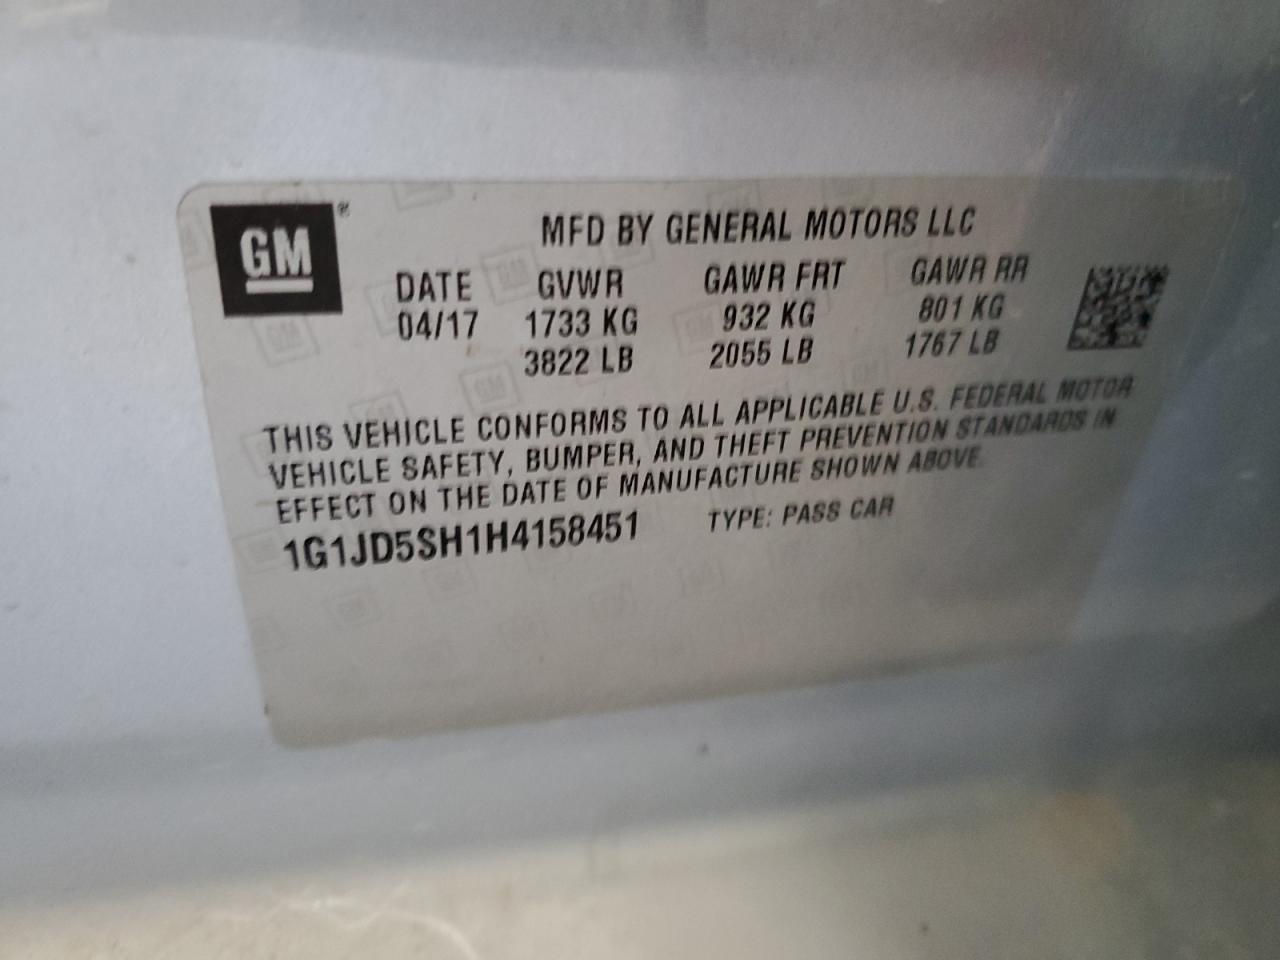 GM ®
MFD BY GENERAL MOTORS LLC
DATE GVWR GAWR FRT GAWR RR
04/17 1733 KG 932 KG 801 KG
3822 LB 2055 LB 1767 LB
THIS VEHICLE CONFORMS TO ALL APPLICABLE U.S. FEDERAL MOTOR
VEHICLE SAFETY, BUMPER, AND THEFT PREVENTION STANDARDS IN
EFFECT ON THE DATE OF MANUFACTURE SHOWN ABOVE.
1G1JD5SH1H4158451 TYPE: PASS CAR